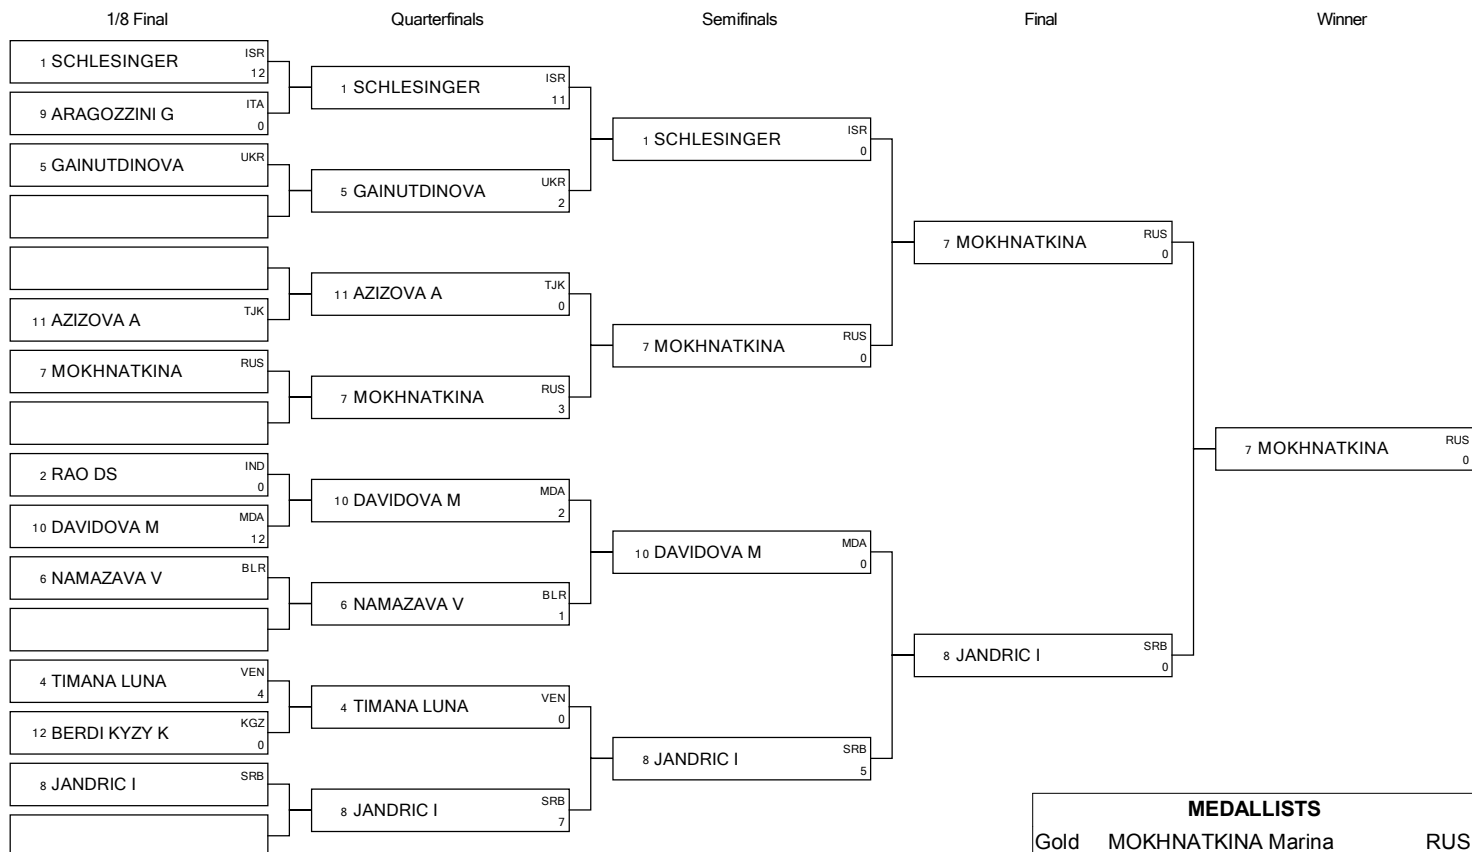 1/8 Final Quarterfinals Semifinals Final Winner
1 SCHLESINGER ISR 12
9 ARAGOZZINI G ITA 0
5 GAINUTDINOVA UKR
11 AZIZOVA A TJK
7 MOKHNATKINA RUS
2 RAO DS IND 0
10 DAVIDOVA M MDA 12
6 NAMAZAVA V BLR
4 TIMANA LUNA VEN 4
12 BERDI KYZY K KGZ 0
8 JANDRIC I SRB
1 SCHLESINGER ISR 11
5 GAINUTDINOVA UKR 2
11 AZIZOVA A TJK 0
7 MOKHNATKINA RUS 3
10 DAVIDOVA M MDA 2
6 NAMAZAVA V BLR 1
4 TIMANA LUNA VEN 0
8 JANDRIC I SRB 7
1 SCHLESINGER ISR 0
7 MOKHNATKINA RUS 0
10 DAVIDOVA M MDA 0
8 JANDRIC I SRB 5
7 MOKHNATKINA RUS 0
8 JANDRIC I SRB 0
7 MOKHNATKINA RUS 0
MEDALLISTS
Gold MOKHNATKINA Marina RUS